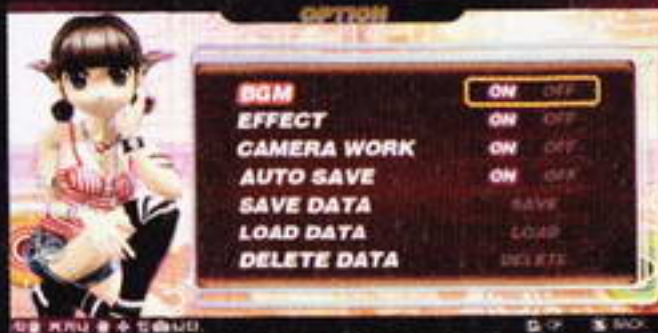 OPTION
BGM ON OFF
EFFECT ON OFF
CAMERA WORK ON OFF
AUTO SAVE ON OFF
SAVE DATA SAVE
LOAD DATA LOAD
DELETE DATA DELETE
BACK